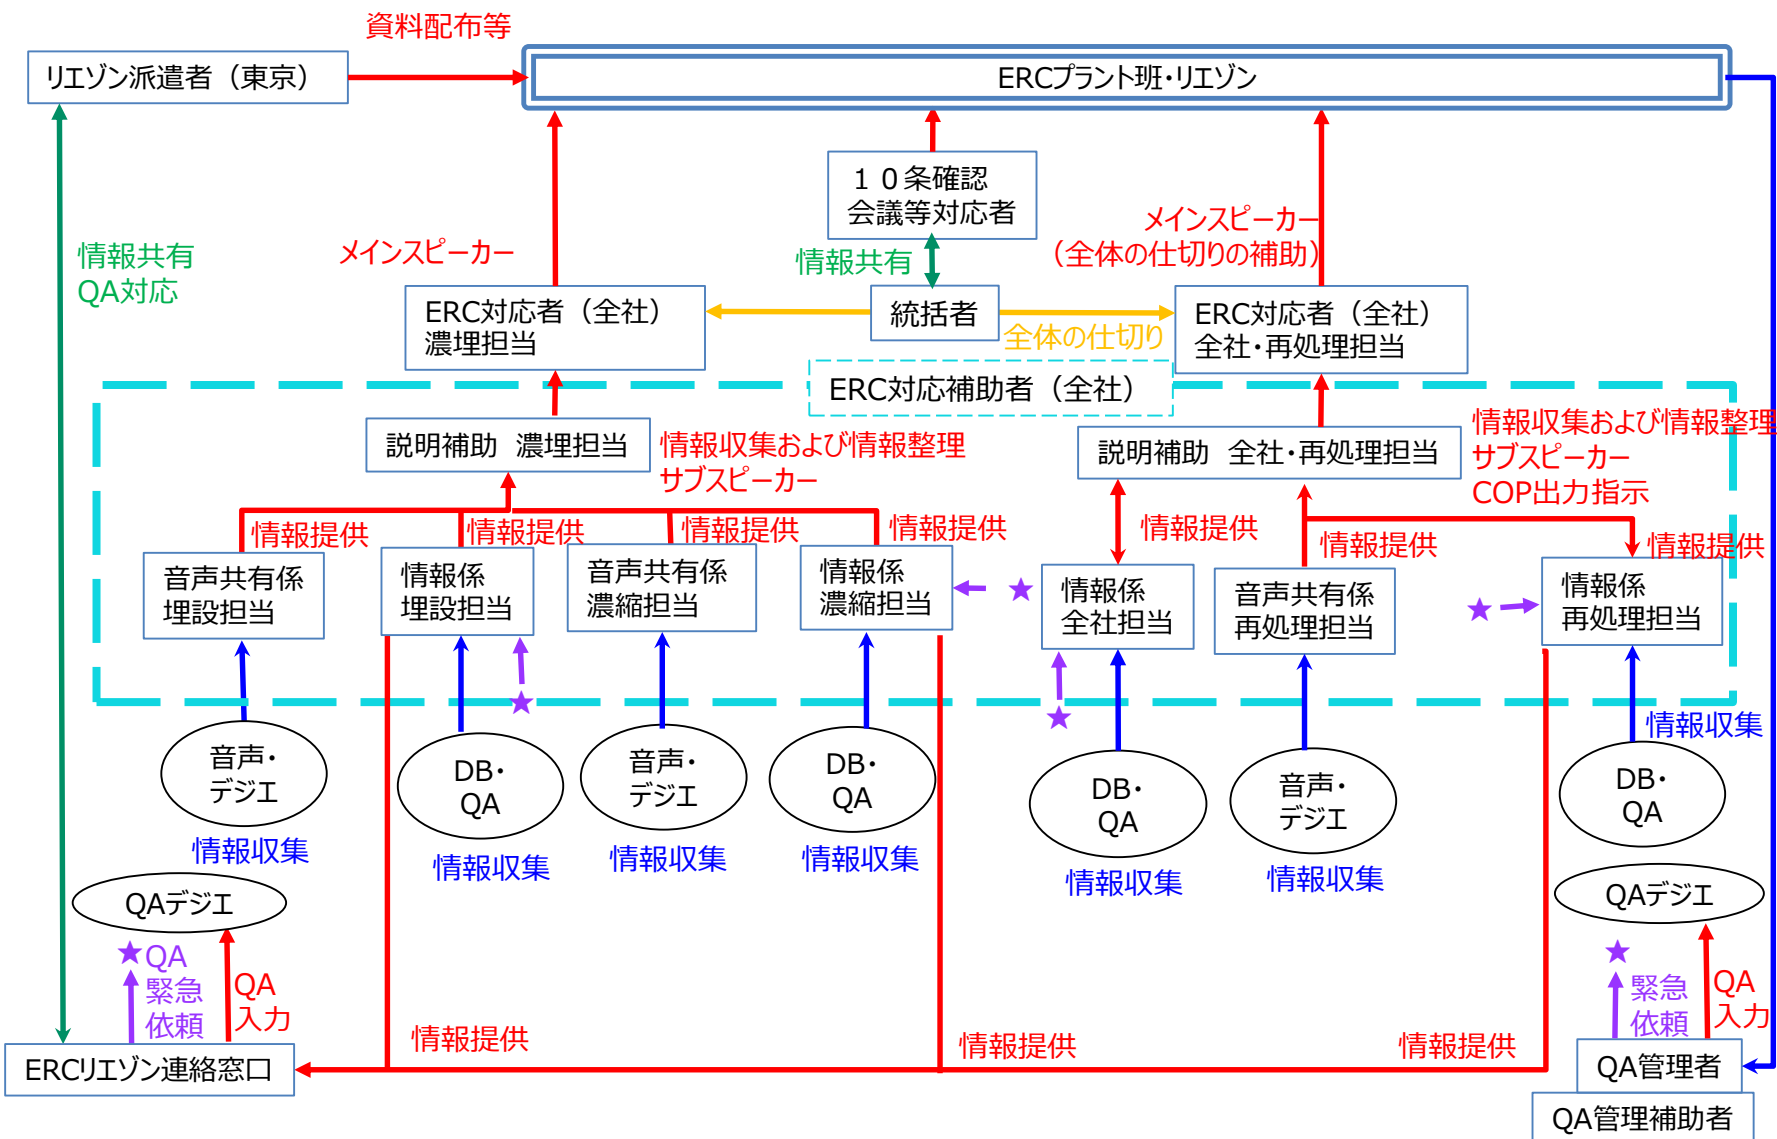 資料配布等
リエゾン派遣者（東京）
ERCプラント班・リエゾン
１０条確認
会議等対応者
メインスピーカー
（全体の仕切りの補助）
メインスピーカー
情報共有
QA対応
情報共有
ERC対応者（全社）
濃埋担当
統括者
全体の仕切り
ERC対応者（全社）
全社・再処理担当
ERC対応補助者（全社）
説明補助　濃埋担当
情報収集および情報整理
サブスピーカー
説明補助　全社・再処理担当
情報収集および情報整理
サブスピーカー
COP出力指示
情報提供
情報提供
情報提供
情報提供
情報提供
情報提供
情報提供
音声共有係
埋設担当
情報係
埋設担当
音声共有係
濃縮担当
情報係
濃縮担当
★
情報係
全社担当
音声共有係
再処理担当
★
情報係
再処理担当
★
★
音声・
デジエ
DB・
QA
音声・
デジエ
DB・
QA
DB・
QA
音声・
デジエ
情報収集
DB・
QA
情報収集
情報収集
情報収集
情報収集
情報収集
情報収集
QAデジエ
QAデジエ
★QA
緊急
依頼
QA
入力
★
緊急
依頼
QA
入力
情報提供
情報提供
情報提供
ERCリエゾン連絡窓口
QA管理者
QA管理補助者